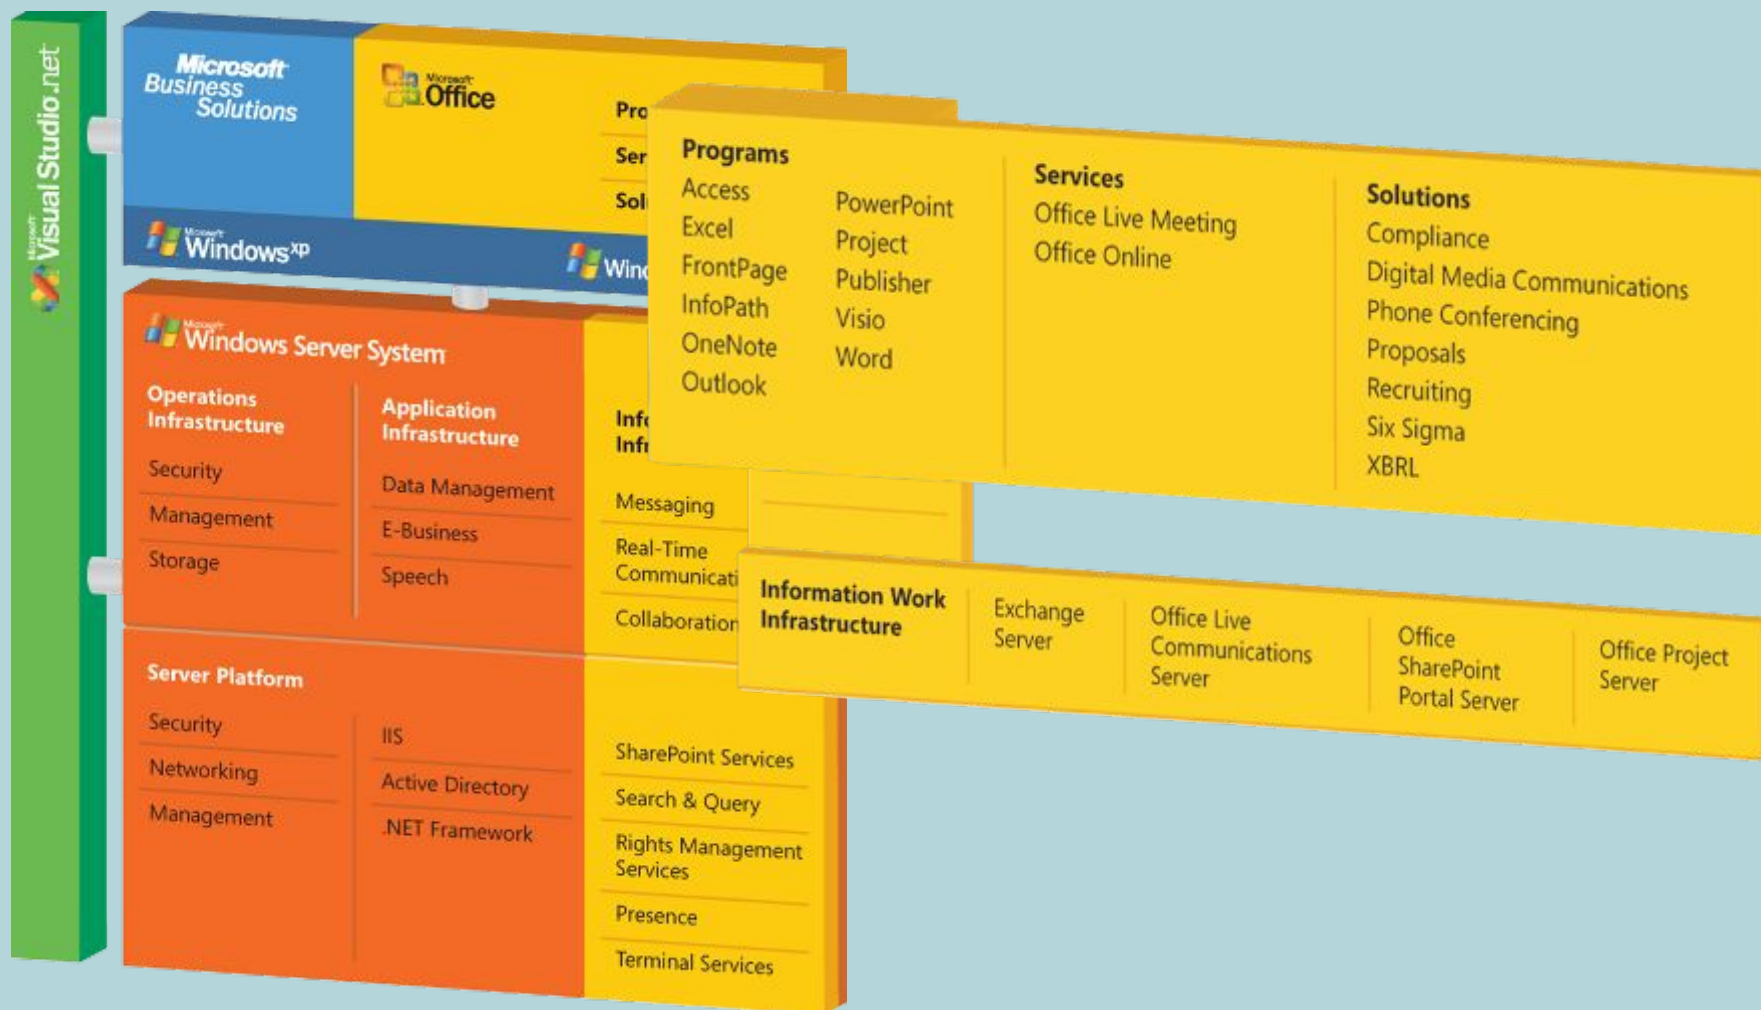 Microsoft
Visual Studio.net
Microsoft
Business
Solutions
Microsoft
Office
Pro
Ser
Sol
Microsoft
Windows xp
Wind
Microsoft
Windows Server System
Operations
Infrastructure
Security
Management
Storage
Application
Infrastructure
Data Management
E-Business
Speech
Info
Infr
Messaging
Real-Time
Communicati
Collaboration
Server Platform
Security
Networking
Management
IIS
Active Directory
.NET Framework
SharePoint Services
Search & Query
Rights Management
Services
Presence
Terminal Services
Programs
Access
Excel
FrontPage
InfoPath
OneNote
Outlook
PowerPoint
Project
Publisher
Visio
Word
Services
Office Live Meeting
Office Online
Solutions
Compliance
Digital Media Communications
Phone Conferencing
Proposals
Recruiting
Six Sigma
XBRL
Information Work
Infrastructure
Exchange
Server
Office Live
Communications
Server
Office
SharePoint
Portal Server
Office Project
Server